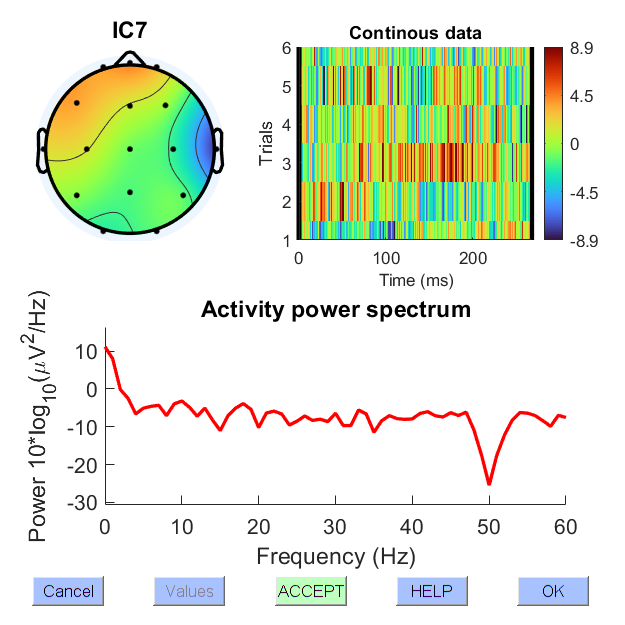 IC7
Continous data
Trials
6
5
4
3
2
1
0
100
200
Time (ms)
8.9
4.5
0
-4.5
-8.9
Activity power spectrum
Power 10*log10(μV2/Hz)
10
0
-10
-20
-30
0
10
20
30
40
50
60
Frequency (Hz)
Cancel
Values
ACCEPT
HELP
OK